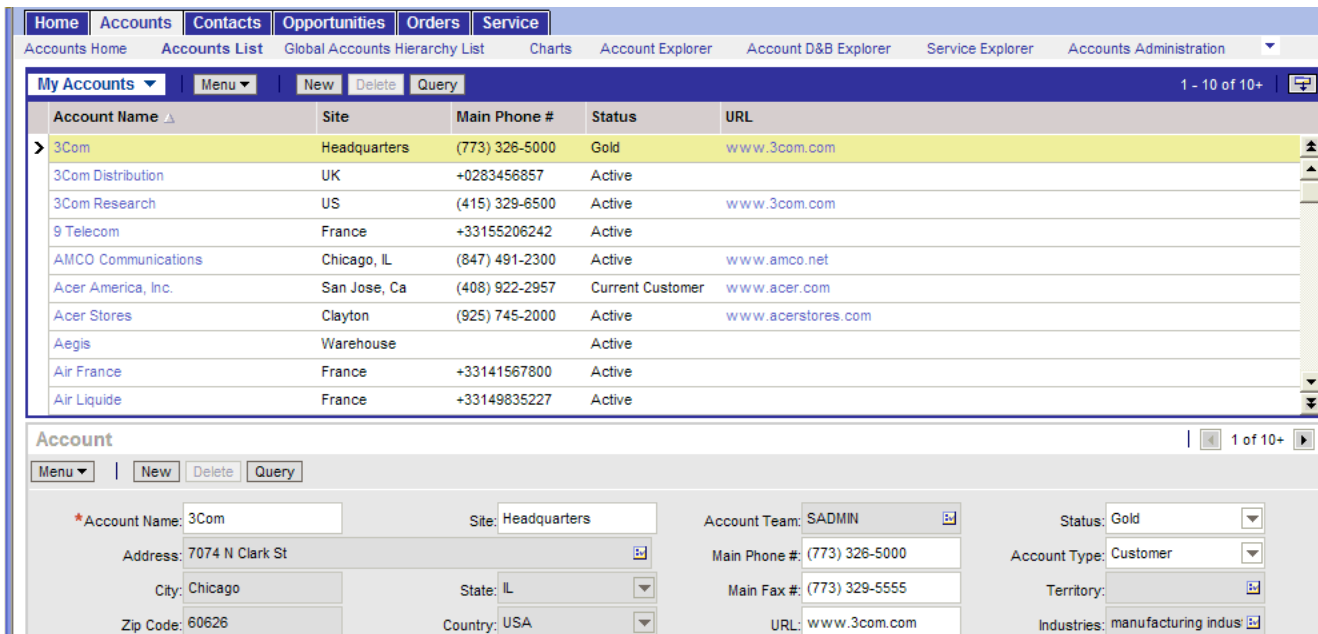 Home Accounts Contacts Opportunities Orders Service
Accounts Home Accounts List Global Accounts Hierarchy List Charts Account Explorer Account D&B Explorer Service Explorer Accounts Administration
My Accounts Menu New Delete Query 1 - 10 of 10+
Account Name Site Main Phone # Status URL
3Com Headquarters (773) 326-5000 Gold www.3com.com
3Com Distribution UK +0283456857 Active
3Com Research US (415) 329-6500 Active www.3com.com
9 Telecom France +33155206242 Active
AMCO Communications Chicago, IL (847) 491-2300 Active www.amco.net
Acer America, Inc. San Jose, Ca (408) 922-2957 Current Customer www.acer.com
Acer Stores Clayton (925) 745-2000 Active www.acerstores.com
Aegis Warehouse Active
Air France France +33141567800 Active
Air Liquide France +33149835227 Active
Account 1 of 10+
Menu New Delete Query
*Account Name: 3Com Site: Headquarters Account Team: SADMIN Status: Gold
Address: 7074 N Clark St Main Phone #: (773) 326-5000 Account Type: Customer
City: Chicago State: IL Main Fax #: (773) 329-5555 Territory:
Zip Code: 60626 Country: USA URL: www.3com.com Industries: manufacturing indus